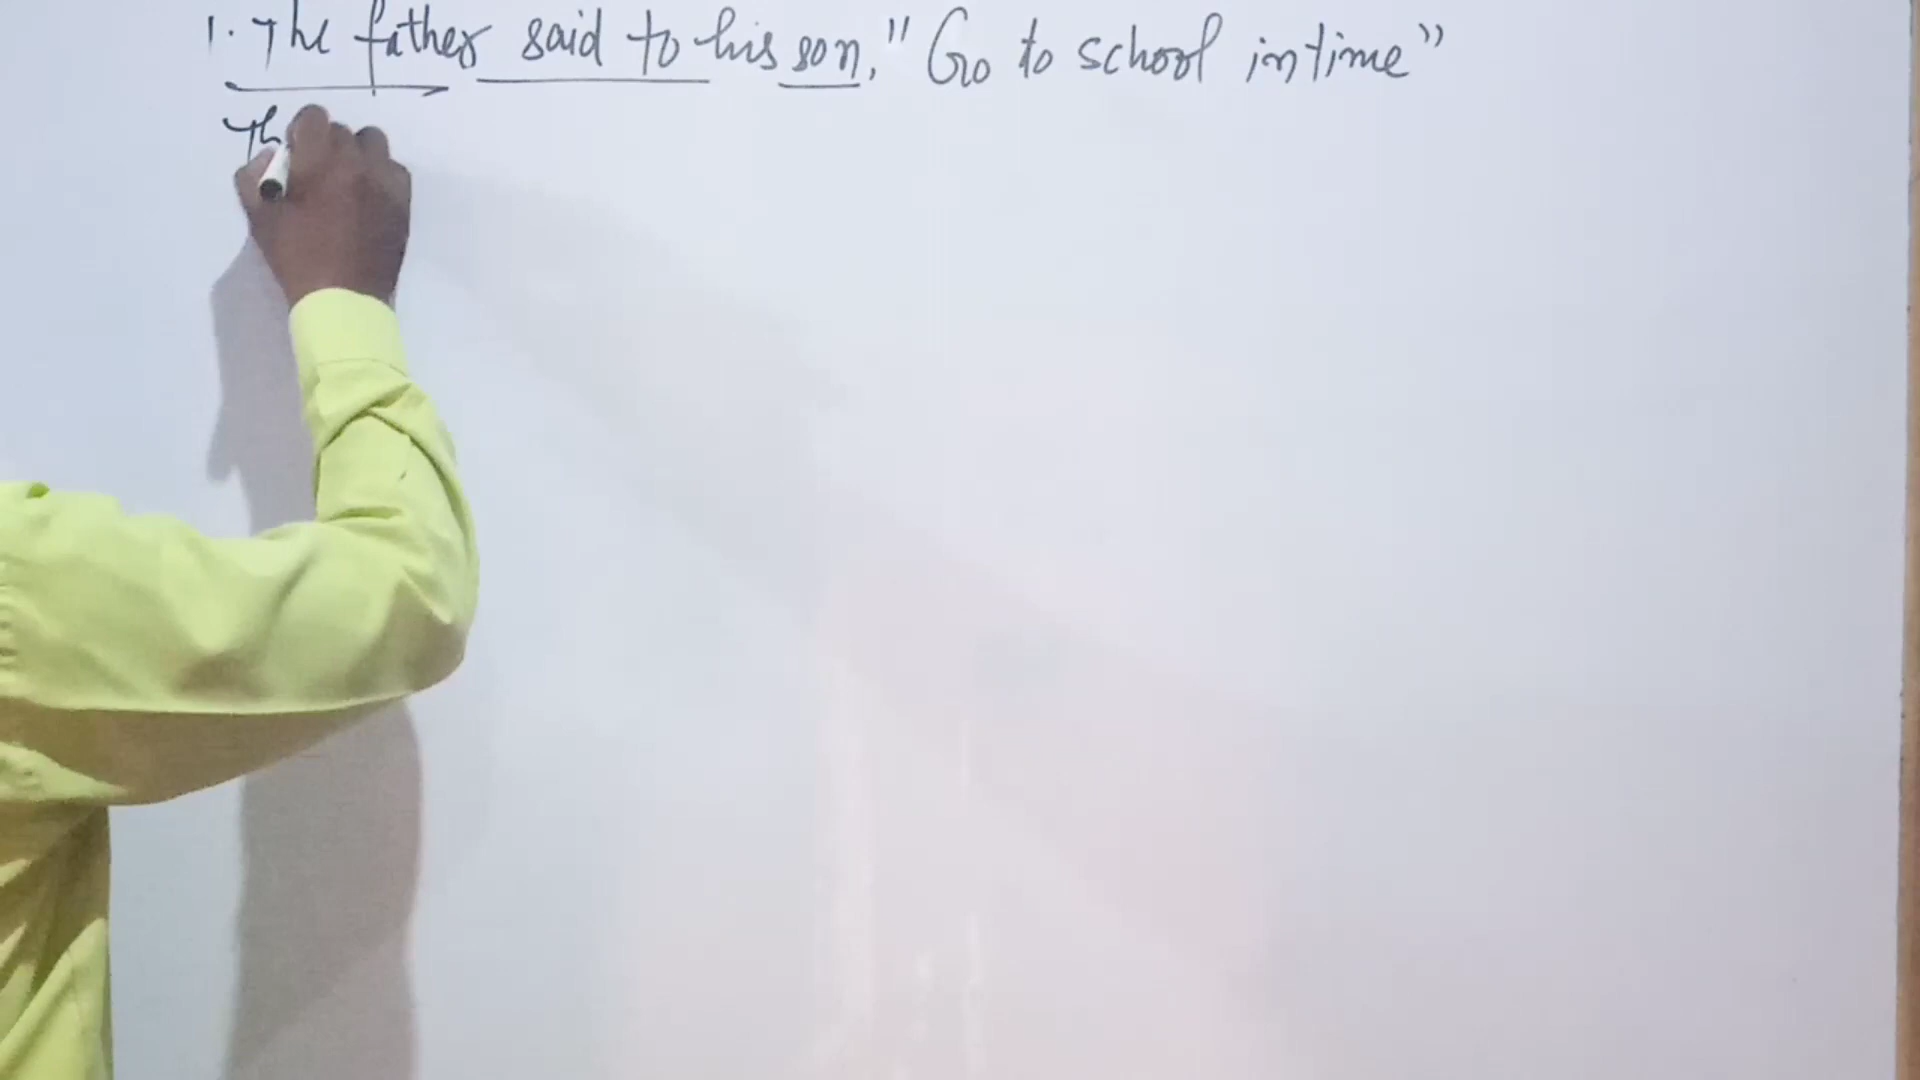 1. The father said to his son, "Go to school in time"
Th